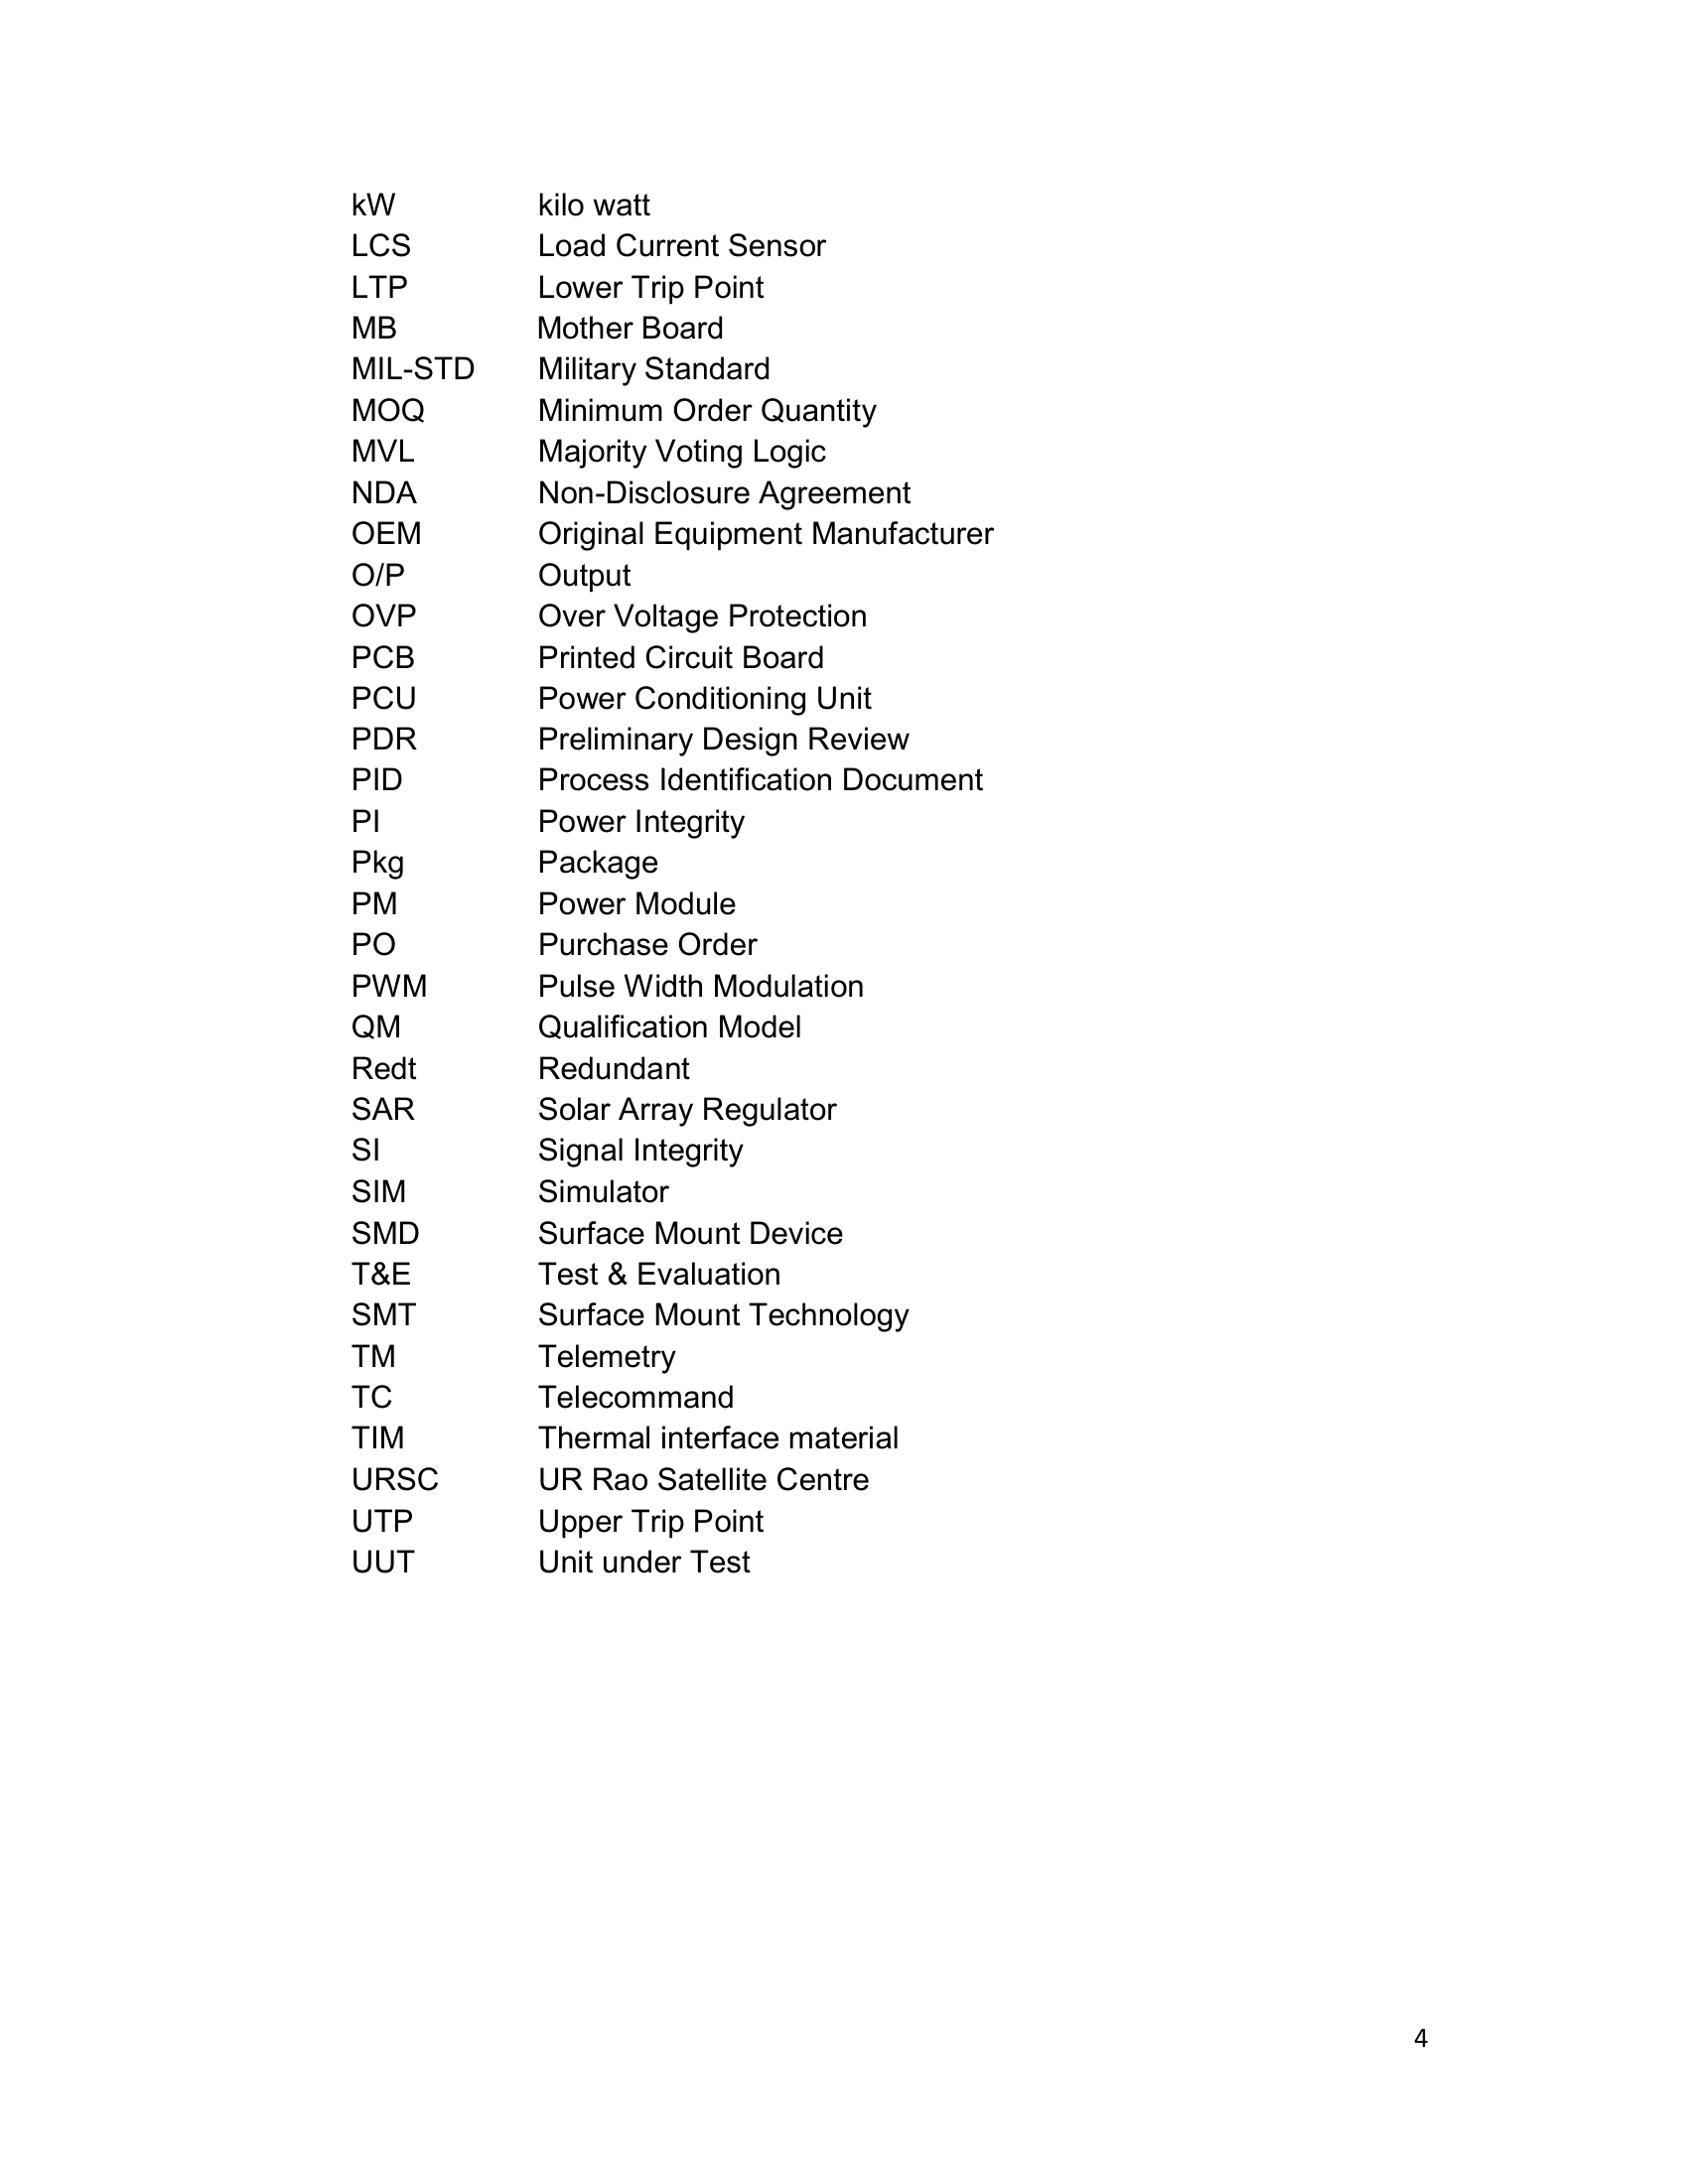 kW kilo watt
LCS Load Current Sensor
LTP Lower Trip Point
MB Mother Board
MIL-STD Military Standard
MOQ Minimum Order Quantity
MVL Majority Voting Logic
NDA Non-Disclosure Agreement
OEM Original Equipment Manufacturer
O/P Output
OVP Over Voltage Protection
PCB Printed Circuit Board
PCU Power Conditioning Unit
PDR Preliminary Design Review
PID Process Identification Document
PI Power Integrity
Pkg Package
PM Power Module
PO Purchase Order
PWM Pulse Width Modulation
QM Qualification Model
Redt Redundant
SAR Solar Array Regulator
SI Signal Integrity
SIM Simulator
SMD Surface Mount Device
T&E Test & Evaluation
SMT Surface Mount Technology
TM Telemetry
TC Telecommand
TIM Thermal interface material
URSC UR Rao Satellite Centre
UTP Upper Trip Point
UUT Unit under Test
4